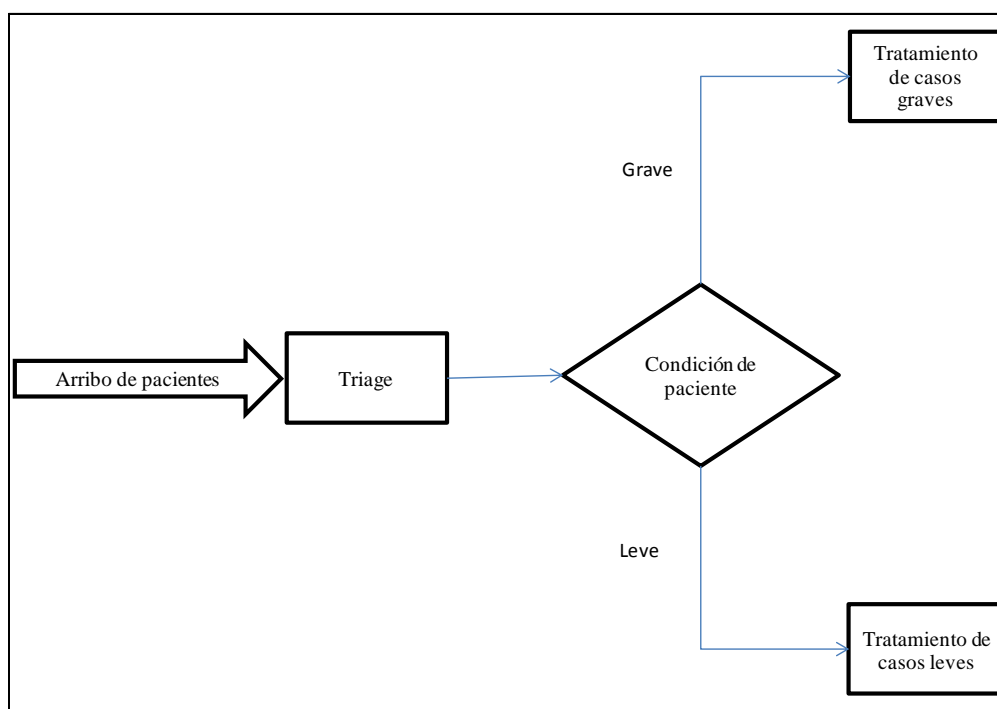 Tratamiento
de casos
graves
Grave
Arribo de pacientes
Triage
Condición de
paciente
Leve
Tratamiento de
casos leves